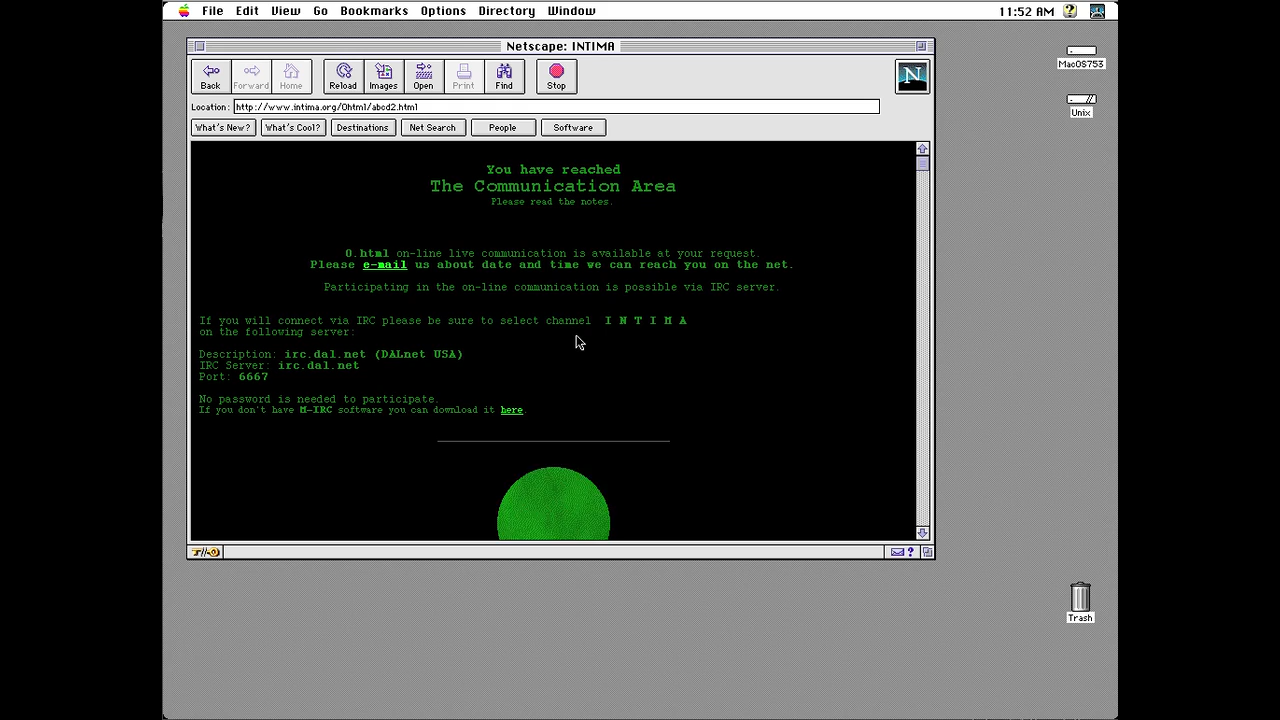 File Edit View Go Bookmarks Options Directory Window 11:52 AM
Netscape: INTIMA
MacOS753
Back Forward Home Reload Images Open Print Find Stop N
Location: http://www.intima.org/0html/abcd2.html
Unix
What's New? What's Cool? Destinations Net Search People Software
You have reached
The Communication Area
Please read the notes.
0.html on-line live communication is available at your request.
Please e-mail us about date and time we can reach you on the net.
Participating in the on-line communication is possible via IRC server.
If you will connect via IRC please be sure to select channel I N T I M A
on the following server:
Description: irc.dal.net (DALnet USA)
IRC Server: irc.dal.net
Port: 6667
No password is needed to participate.
If you don't have M-IRC software you can download it here.
Trash